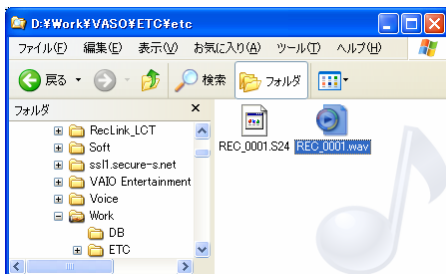 D:¥Work¥VASO¥ETC¥etc
ファイル(F) 編集(E) 表示(V) お気に入り(A) ツール(T) ヘルプ(H)
戻る 検索 フォルダ
フォルダ
RecLink_LCT
Soft
ssl1.secure-s.net
VAIO Entertainment
Voice
Work
DB
ETC
REC_0001.S24 REC_0001.wav